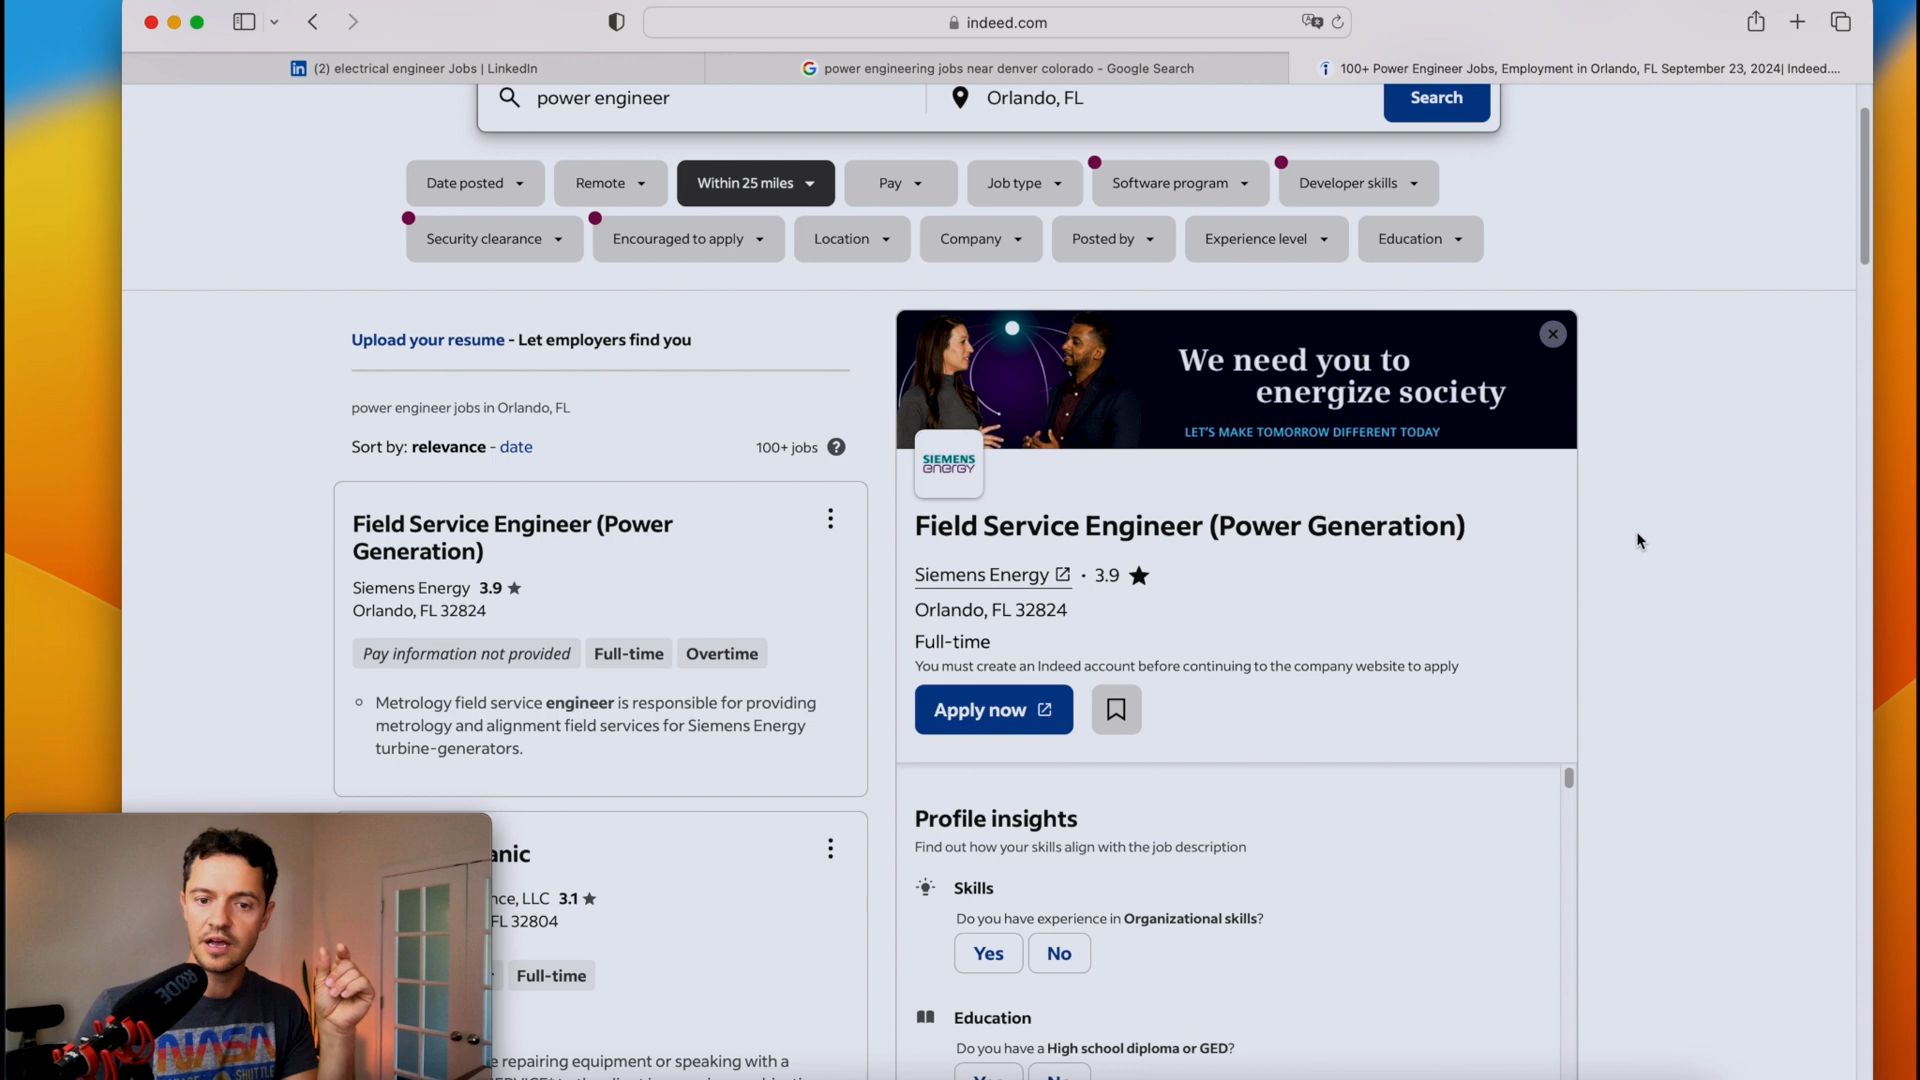 indeed.com
(2) electrical engineer Jobs | LinkedIn
power engineering jobs near denver colorado - Google Search
100+ Power Engineer Jobs, Employment in Orlando, FL September 23, 2024| Indeed....
power engineer
Orlando, FL
Search
Date posted
Remote
Within 25 miles
Pay
Job type
Software program
Developer skills
Security clearance
Encouraged to apply
Location
Company
Posted by
Experience level
Education
Upload your resume - Let employers find you
power engineer jobs in Orlando, FL
Sort by: relevance - date
100+ jobs
Field Service Engineer (Power
Generation)
Siemens Energy 3.9
Orlando, FL 32824
Pay information not provided
Full-time
Overtime
Metrology field service engineer is responsible for providing
metrology and alignment field services for Siemens Energy
turbine-generators.
anic
nce, LLC 3.1
FL 32804
Full-time
e repairing equipment or speaking with a
We need you to
energize society
LET'S MAKE TOMORROW DIFFERENT TODAY
SIEMENS
energy
Field Service Engineer (Power Generation)
Siemens Energy · 3.9
Orlando, FL 32824
Full-time
You must create an Indeed account before continuing to the company website to apply
Apply now
Profile insights
Find out how your skills align with the job description
Skills
Do you have experience in Organizational skills?
Yes
No
Education
Do you have a High school diploma or GED?
Yes
No
RØDE
NASA
SHUTTLE